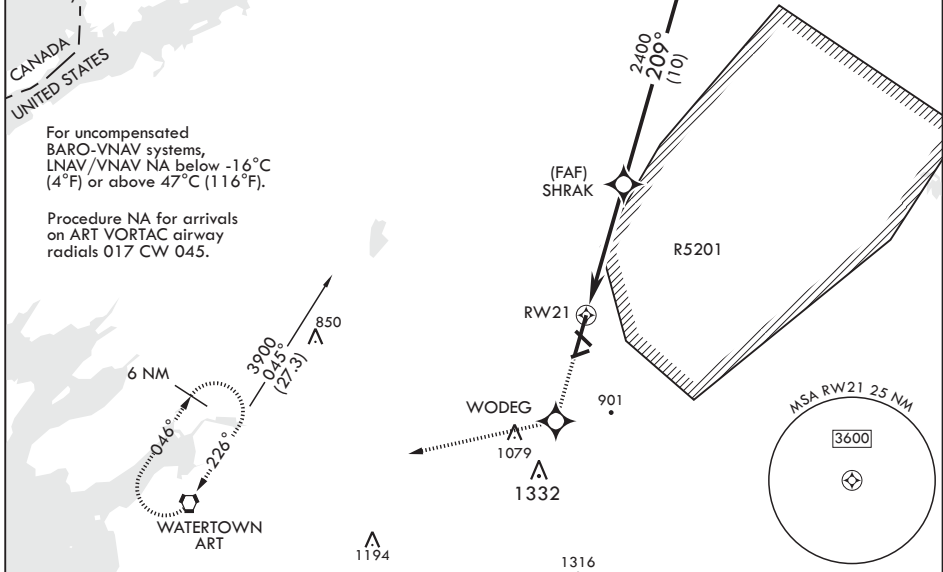 CANADA
UNITED STATES
For uncompensated
BARO-VNAV systems,
LNAV/VNAV NA below -16°C
(4°F) or above 47°C (116°F).
Procedure NA for arrivals
on ART VORTAC airway
radials 017 CW 045.
2400
209°
(10)
(FAF)
SHRAK
R5201
RW21
850
3900
045°
(27.3)
6 NM
046°
226°
WATERTOWN
ART
WODEG
901
1079
1332
1194
1316
MSA RW21 25 NM
3600